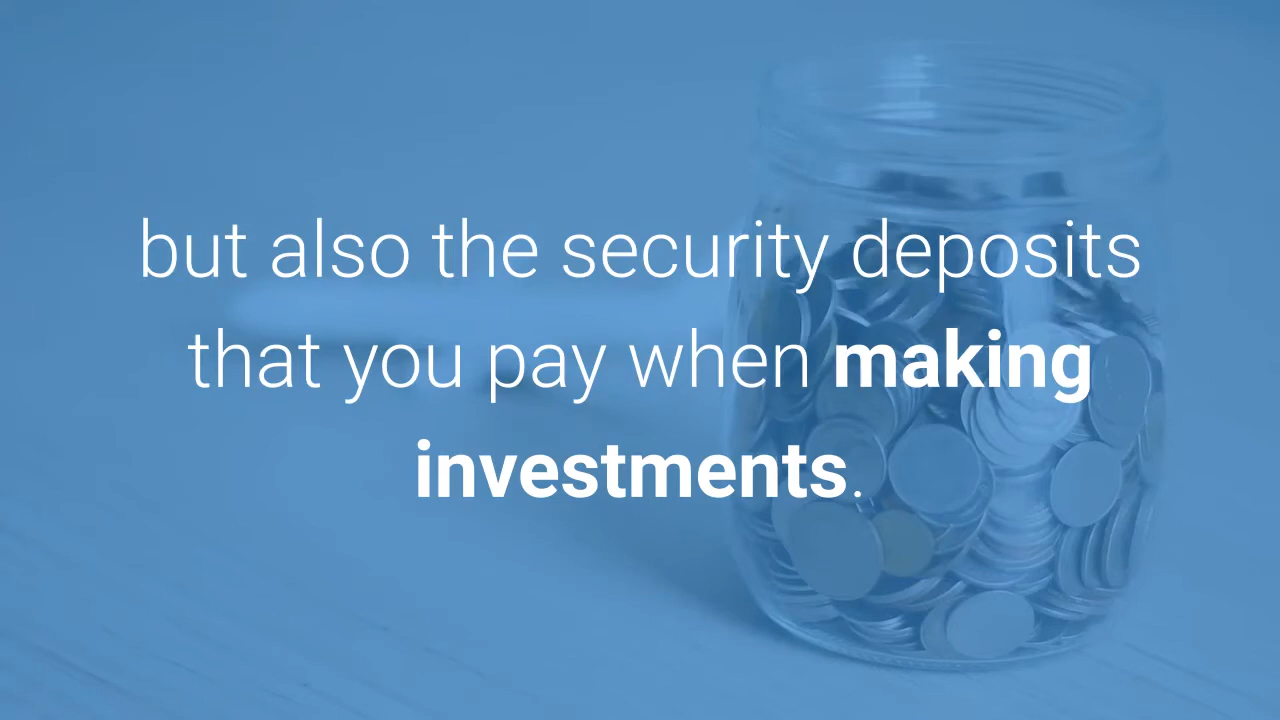 but also the security deposits
that you pay when making
investments.